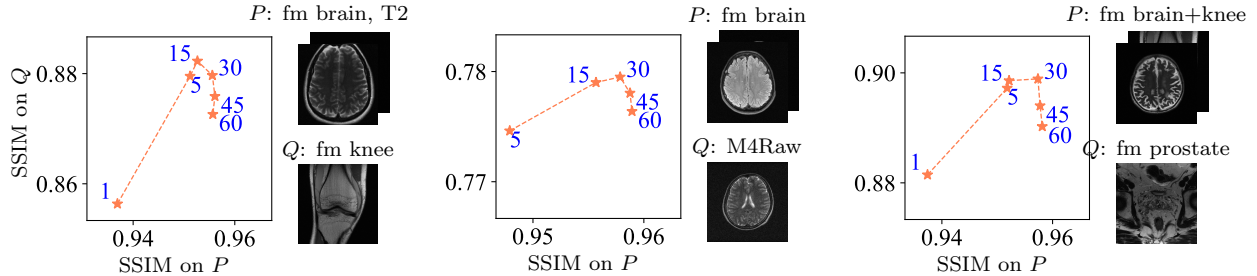 P: fm brain, T2
15
30
5
45
60
1
0.88
0.86
SSIM on Q
0.94
0.96
SSIM on P
Q: fm knee
P: fm brain
15
30
45
60
5
0.78
0.77
0.95
0.96
SSIM on P
Q: M4Raw
P: fm brain+knee
15
30
5
45
60
1
0.90
0.88
0.94
0.96
SSIM on P
Q: fm prostate